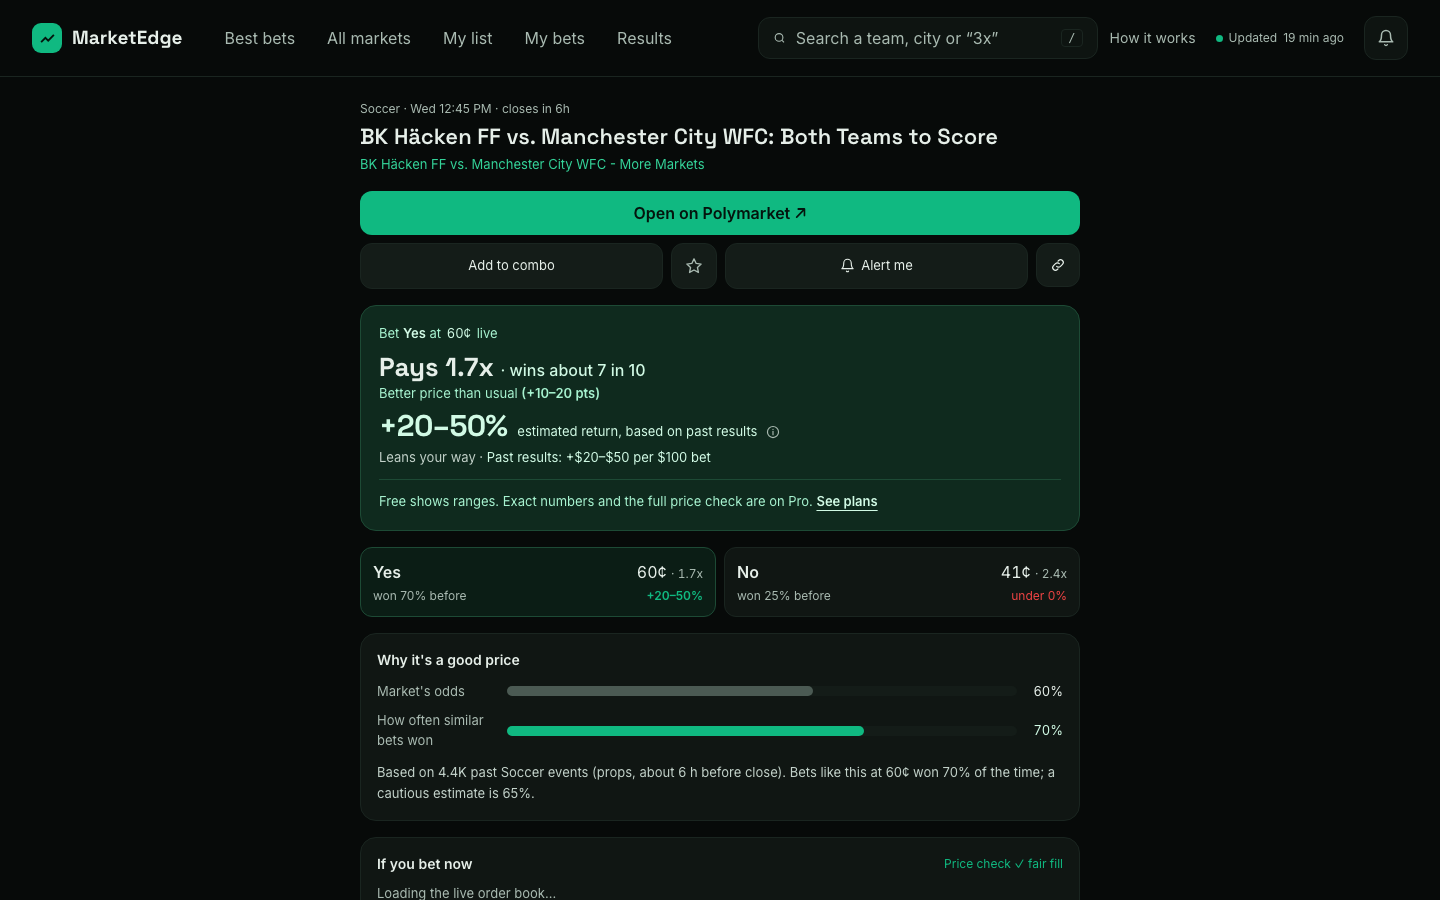 MarketEdge
Best bets
All markets
My list
My bets
Results
Search a team, city or “3x”
/
How it works
Updated 19 min ago
Soccer · Wed 12:45 PM · closes in 6h
BK Häcken FF vs. Manchester City WFC: Both Teams to Score
BK Häcken FF vs. Manchester City WFC - More Markets
Open on Polymarket ↗
Add to combo
Alert me
Bet Yes at 60¢ live
Pays 1.7x · wins about 7 in 10
Better price than usual (+10–20 pts)
+20–50% estimated return, based on past results
Leans your way · Past results: +$20–$50 per $100 bet
Free shows ranges. Exact numbers and the full price check are on Pro. See plans
Yes 60¢ · 1.7x
won 70% before +20–50%
No 41¢ · 2.4x
won 25% before under 0%
Why it's a good price
Market's odds 60%
How often similar
bets won 70%
Based on 4.4K past Soccer events (props, about 6 h before close). Bets like this at 60¢ won 70% of the time; a
cautious estimate is 65%.
If you bet now
Price check ✓ fair fill
Loading the live order book…